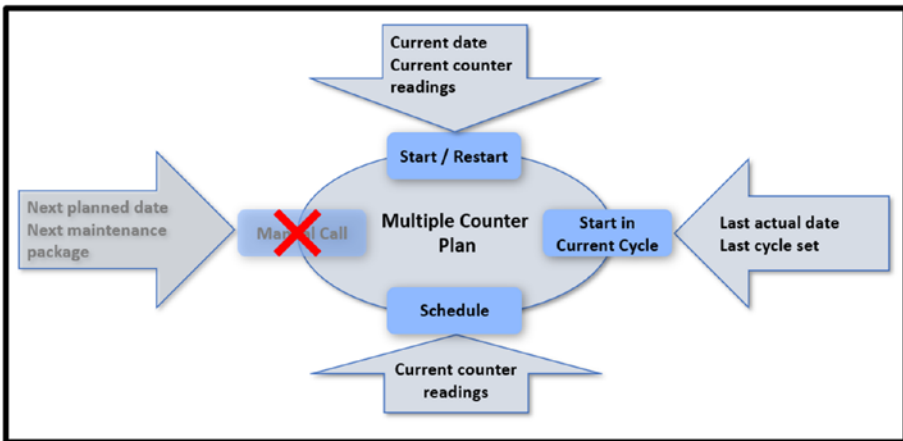 Current date
Current counter
readings
Start / Restart
Next planned date
Next maintenance
package
Multiple Counter
Plan
Start in
Current Cycle
Last actual date
Last cycle set
Schedule
Current counter
readings
Call